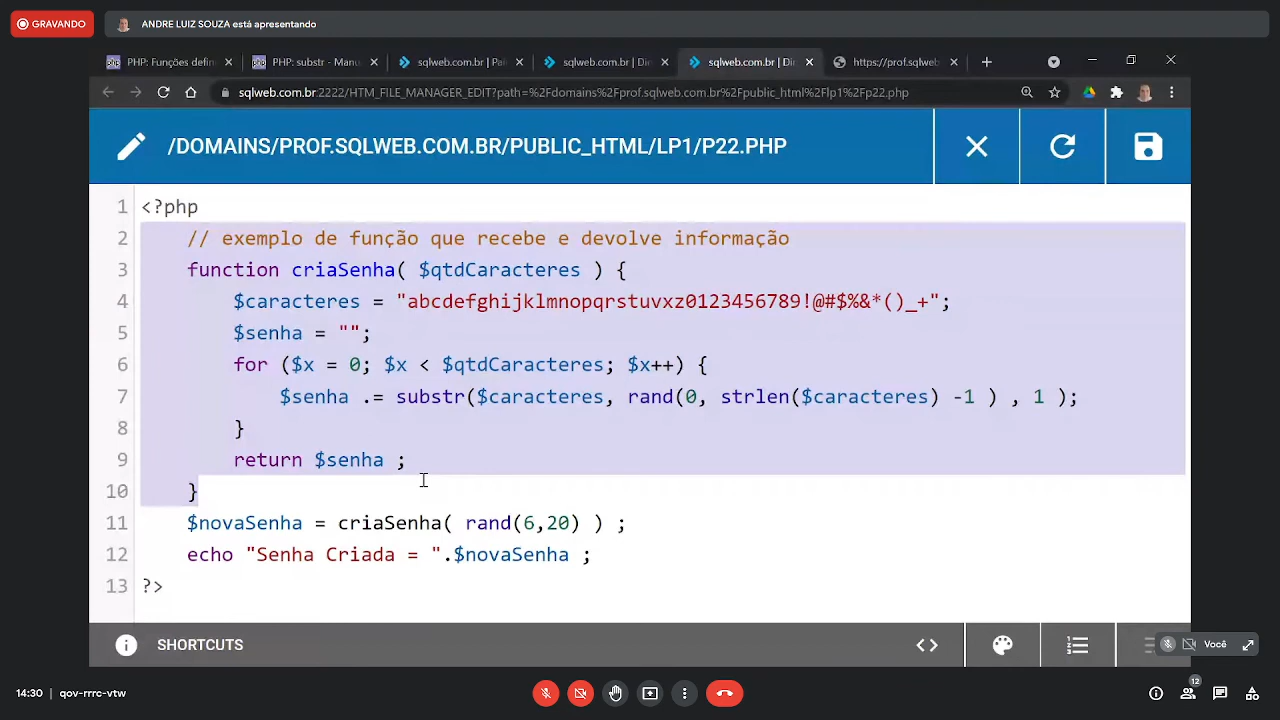 GRAVANDO
ANDRE LUIZ SOUZA está apresentando
PHP: Funções defin
PHP: substr - Manu
sqlweb.com.br | Pai
sqlweb.com.br | Di
sqlweb.com.br | Di
https://prof.sqlweb
sqlweb.com.br:2222/HTM_FILE_MANAGER_EDIT?path=%2Fdomains%2Fprof.sqlweb.com.br%2Fpublic_html%2Flp1%2Fp22.php
/DOMAINS/PROF.SQLWEB.COM.BR/PUBLIC_HTML/LP1/P22.PHP
1 <?php
2 // exemplo de função que recebe e devolve informação
3 function criaSenha( $qtdCaracteres ) {
4 $caracteres = "abcdefghijklmnopqrstuvxz0123456789!@#$%&*()_+";
5 $senha = "";
6 for ($x = 0; $x < $qtdCaracteres; $x++) {
7 $senha .= substr($caracteres, rand(0, strlen($caracteres) -1 ) , 1 );
8 }
9 return $senha ;
10 }
11 $novaSenha = criaSenha( rand(6,20) ) ;
12 echo "Senha Criada = ".$novaSenha ;
13 ?>
SHORTCUTS
Você
14:30 | qov-rrrc-vtw
12